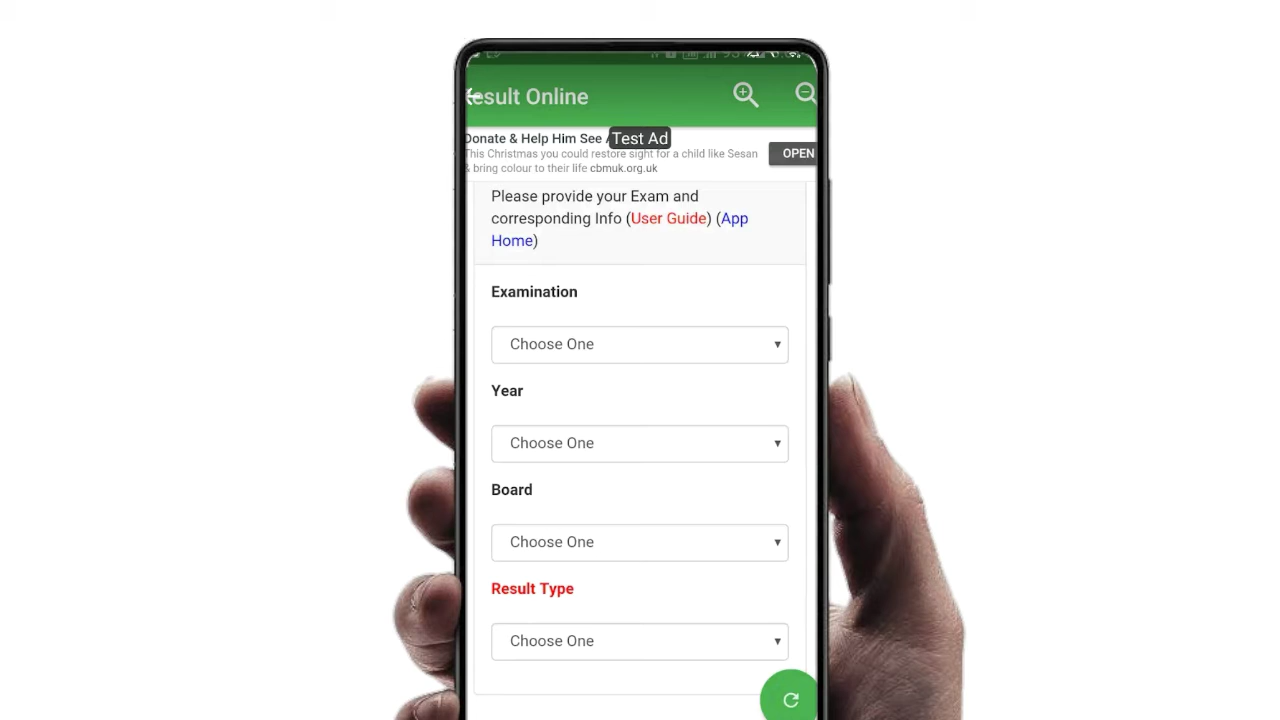 esult Online
Donate & Help Him See
Test Ad
This Christmas you could restore sight for a child like Sesan
OPEN
& bring colour to their life cbmuk.org.uk
Please provide your Exam and
corresponding Info (User Guide) (App
Home)
Examination
Choose One
Year
Choose One
Board
Choose One
Result Type
Choose One